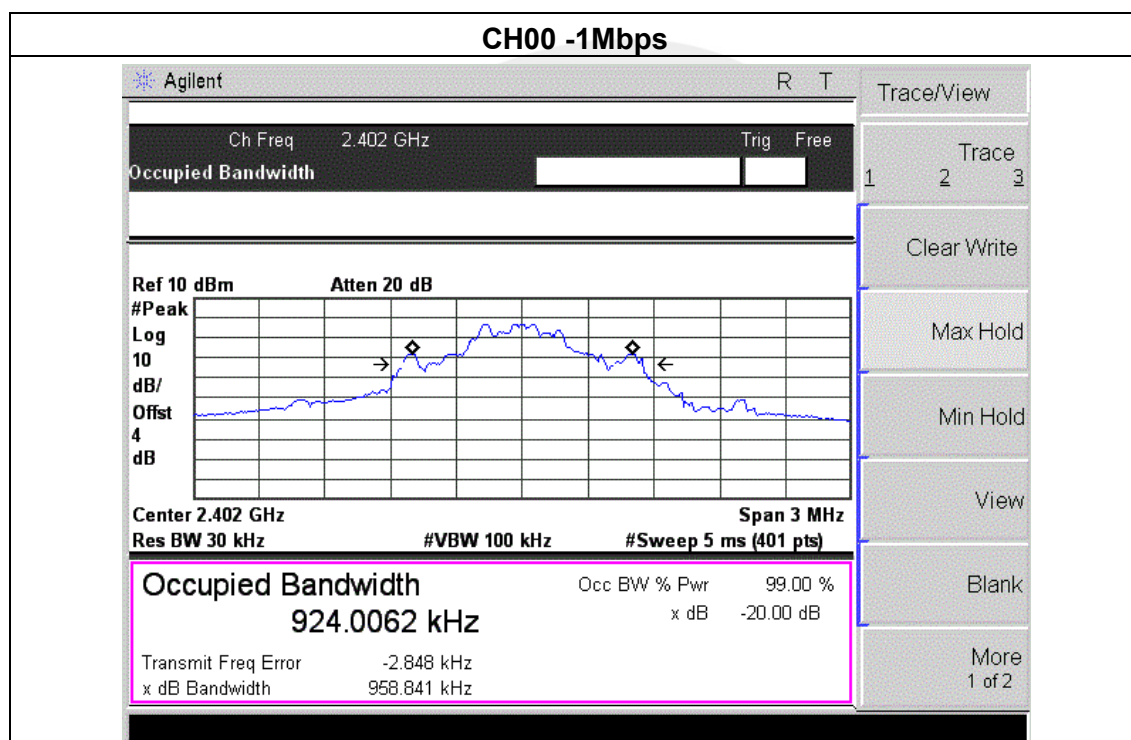 CH00 -1Mbps
Agilent R T
Trace/View
Ch Freq 2.402 GHz Trig Free
Occupied Bandwidth
Trace
1 2 3
Clear Write
Max Hold
Min Hold
View
Blank
More
1 of 2
Ref 10 dBm Atten 20 dB
#Peak
Log
10
dB/
Offst
4
dB
Center 2.402 GHz Span 3 MHz
Res BW 30 kHz #VBW 100 kHz #Sweep 5 ms (401 pts)
Occupied Bandwidth Occ BW % Pwr 99.00 %
924.0062 kHz x dB -20.00 dB
Transmit Freq Error -2.848 kHz
x dB Bandwidth 958.841 kHz